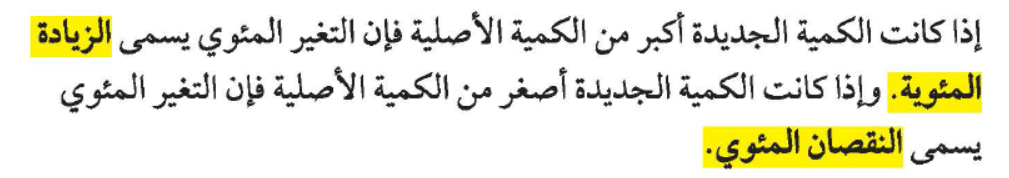 إذا كانت الكمية الجديدة أكبر من الكمية الأصلية فإن التغير المئوي يسمى الزيادة
المئوية. وإذا كانت الكمية الجديدة أصغر من الكمية الأصلية فإن التغير المئوي
يسمى النقصان المئوي.